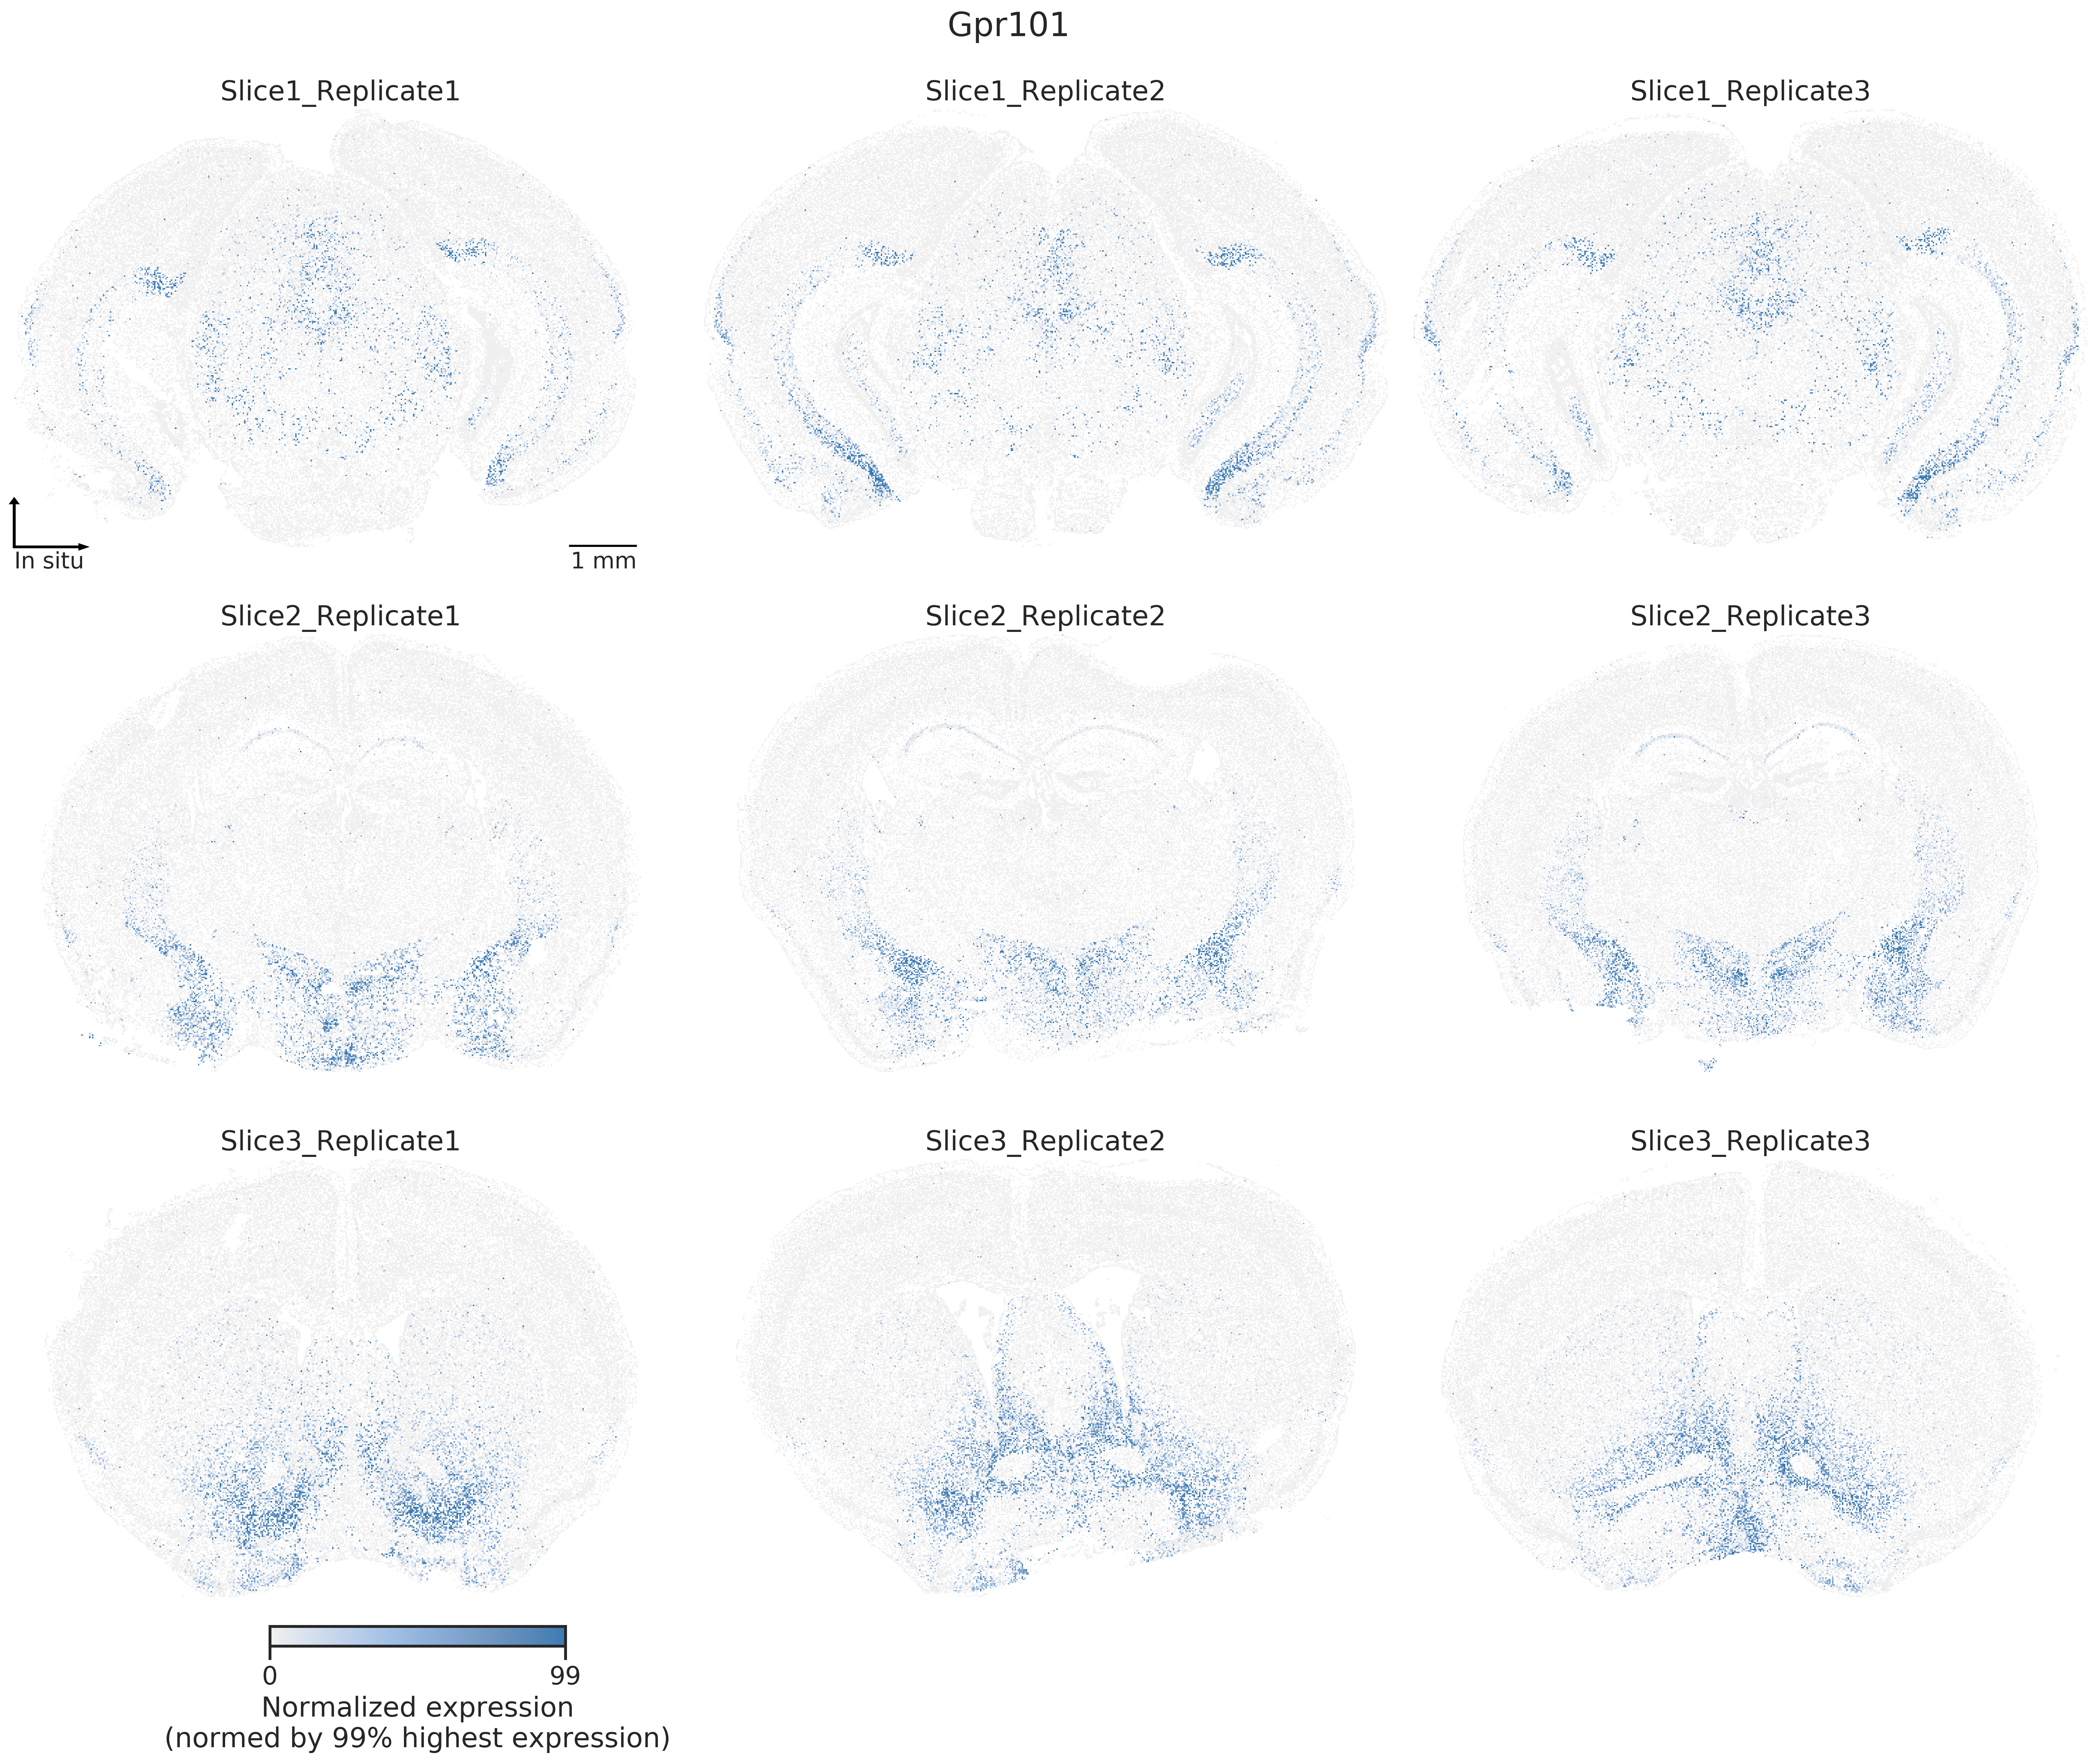 Gpr101
Slice1_Replicate1
Slice1_Replicate2
Slice1_Replicate3
In situ
1 mm
Slice2_Replicate1
Slice2_Replicate2
Slice2_Replicate3
Slice3_Replicate1
Slice3_Replicate2
Slice3_Replicate3
0
99
Normalized expression
(normed by 99% highest expression)